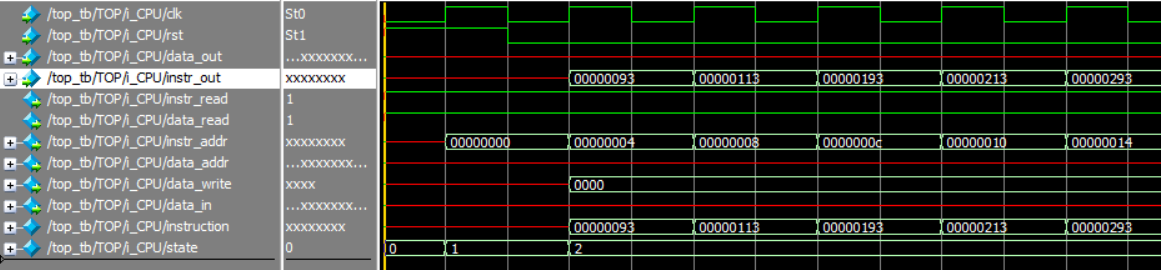 /top_tb/TOP/i_CPU/clk St0
/top_tb/TOP/i_CPU/rst St1
/top_tb/TOP/i_CPU/data_out ...xxxxxxx...
/top_tb/TOP/i_CPU/instr_out xxxxxxxx 00000093 00000113 00000193 00000213 00000293
/top_tb/TOP/i_CPU/instr_read 1
/top_tb/TOP/i_CPU/data_read 1
/top_tb/TOP/i_CPU/instr_addr xxxxxxxx 00000000 00000004 00000008 0000000c 00000010 00000014
/top_tb/TOP/i_CPU/data_addr ...xxxxxxx...
/top_tb/TOP/i_CPU/data_write xxxx 0000
/top_tb/TOP/i_CPU/data_in ...xxxxxxx...
/top_tb/TOP/i_CPU/instruction xxxxxxxx 00000093 00000113 00000193 00000213 00000293
/top_tb/TOP/i_CPU/state 0 0 1 2